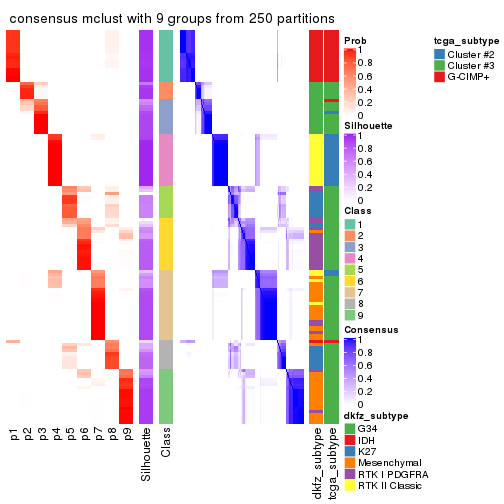 consensus mclust with 9 groups from 250 partitions
Prob
1
0.8
0.6
0.4
0.2
0
Silhouette
1
0.8
0.6
0.4
0.2
0
Class
1
2
3
4
5
6
7
8
9
Consensus
1
0.8
0.6
0.4
0.2
0
dkfz_subtype
G34
IDH
K27
Mesenchymal
RTK I PDGFRA
RTK II Classic
tcga_subtype
Cluster #2
Cluster #3
G-CIMP+
p1
p2
p3
p4
p5
p6
p7
p8
p9
Silhouette
Class
dkfz_subtype
tcga_subtype